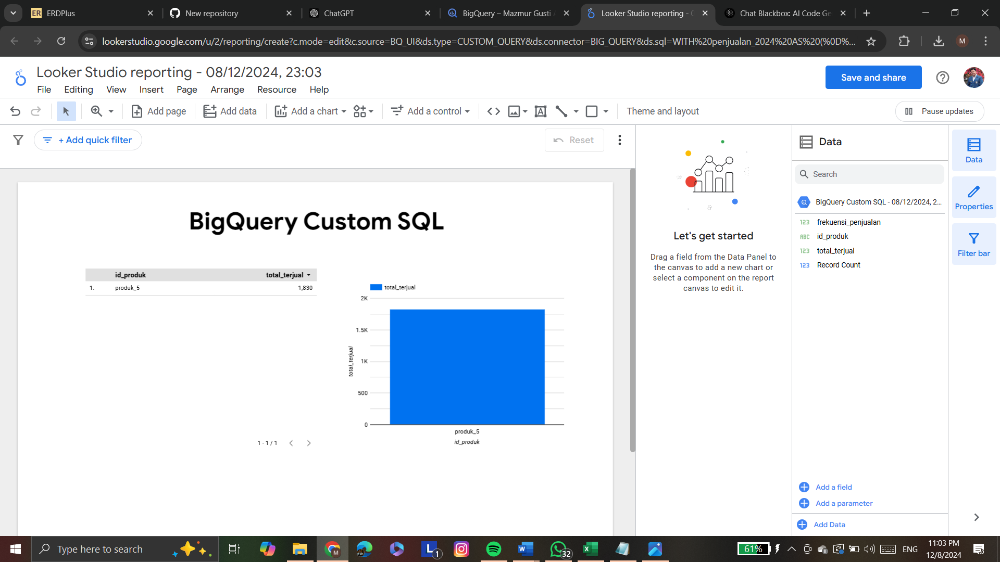 ER ERDPlus
New repository
ChatGPT
BigQuery – Mazmur Gusti
Looker Studio reporting -
Chat Blackbox: AI Code Ge
lookerstudio.google.com/u/2/reporting/create?c.mode=edit&c.source=BQ_UI&ds.type=CUSTOM_QUERY&ds.connector=BIG_QUERY&ds.sql=WITH%20penjualan_2024%20AS%20(%0D%...
M
Looker Studio reporting - 08/12/2024, 23:03
File Editing View Insert Page Arrange Resource Help
Save and share
Add page
Add data
Add a chart
Add a control
Theme and layout
Pause updates
+ Add quick filter
Reset
BigQuery Custom SQL
id_produk total_terjual
1. produk_5 1,830
1 - 1 / 1
total_terjual
2K
1.5K
1K
500
0
total_terjual
produk_5
id_produk
Let's get started
Drag a field from the Data Panel to
the canvas to add a new chart or
select a component on the report
canvas to edit it.
Data
Search
BigQuery Custom SQL - 08/12/2024, 2...
123 frekuensi_penjualan
ABC id_produk
123 total_terjual
123 Record Count
Add a field
Add a parameter
Add Data
Data
Properties
Filter bar
Type here to search
1
32
61%
ENG
11:03 PM
12/8/2024